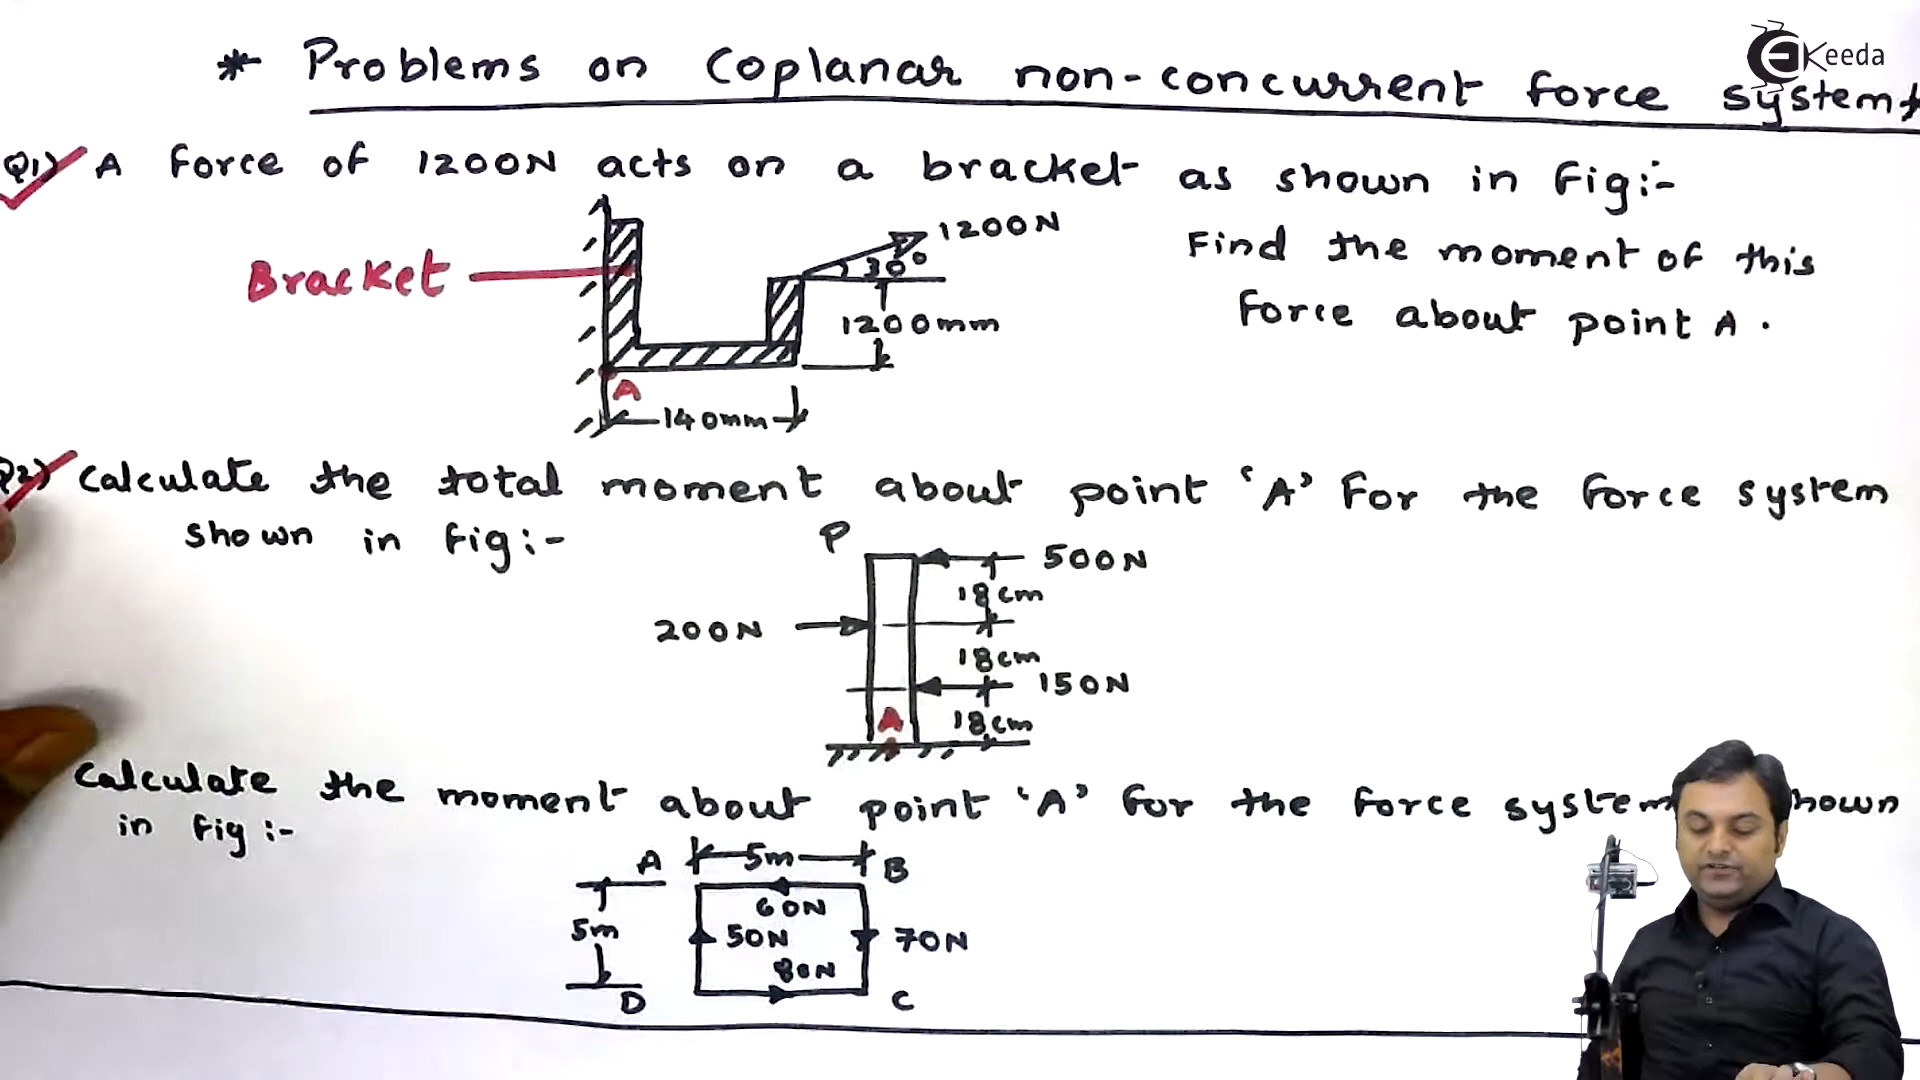 * Problems on Coplanar non-concurrent force system*
EKeeda
Q1) A force of 1200N acts on a bracket as shown in fig:-
Bracket
1200N
30°
1200mm
A
140mm
Find the moment of this
force about point A.
Q2) Calculate the total moment about point 'A' for the force system
shown in fig:-
P
500N
18cm
200N
18cm
150N
A
18cm
Calculate the moment about point 'A' for the force system shown
in fig:-
A
5m
B
60N
5m
50N
70N
80N
D
C